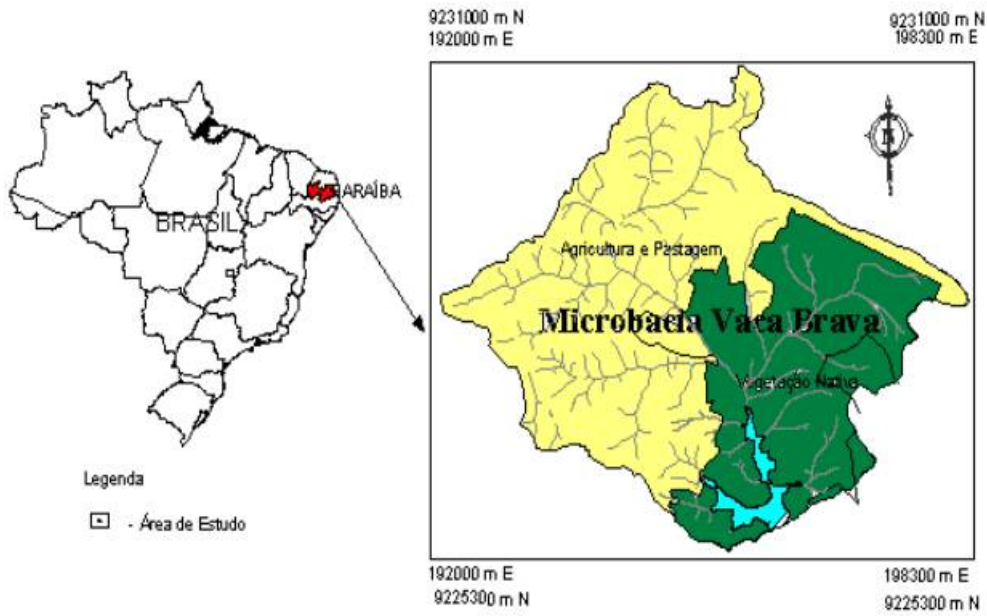 9231000 m N
192000 m E
9231000 m N
198300 m E
ARAÍBA
BRASIL
Agricultura e Pastagem
Microbacia Vaca Brava
Vegetação Nativa
N
Legenda
- Área de Estudo
192000 m E
9225300 m N
198300 m E
9225300 m N